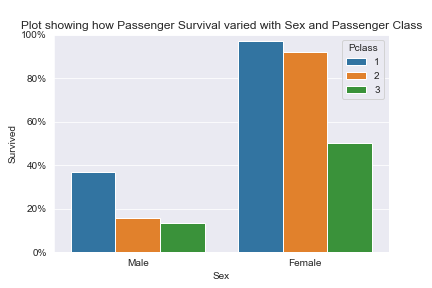 Plot showing how Passenger Survival varied with Sex and Passenger Class
100%
80%
60%
40%
20%
0%
Survived
Pclass
1
2
3
Male
Female
Sex